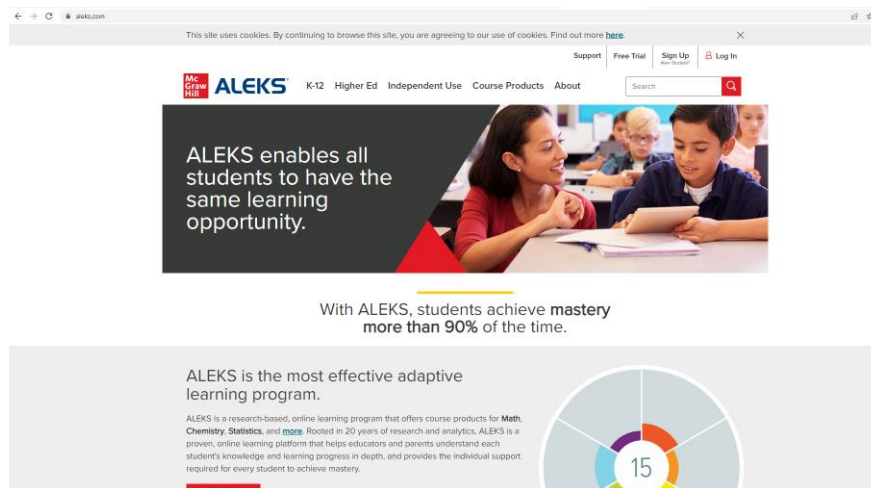 aleks.com
This site uses cookies. By continuing to browse this site, you are agreeing to our use of cookies. Find out more here.
Support Free Trial Sign Up Log In
New Student?
Mc
Graw
Hill
ALEKS K-12 Higher Ed Independent Use Course Products About Search
ALEKS enables all
students to have the
same learning
opportunity.
With ALEKS, students achieve mastery
more than 90% of the time.
ALEKS is the most effective adaptive
learning program.
ALEKS is a research-based, online learning program that offers course products for Math,
Chemistry, Statistics, and more. Rooted in 20 years of research and analytics, ALEKS is a
proven, online learning platform that helps educators and parents understand each
student's knowledge and learning progress in depth, and provides the individual support
required for every student to achieve mastery.
15